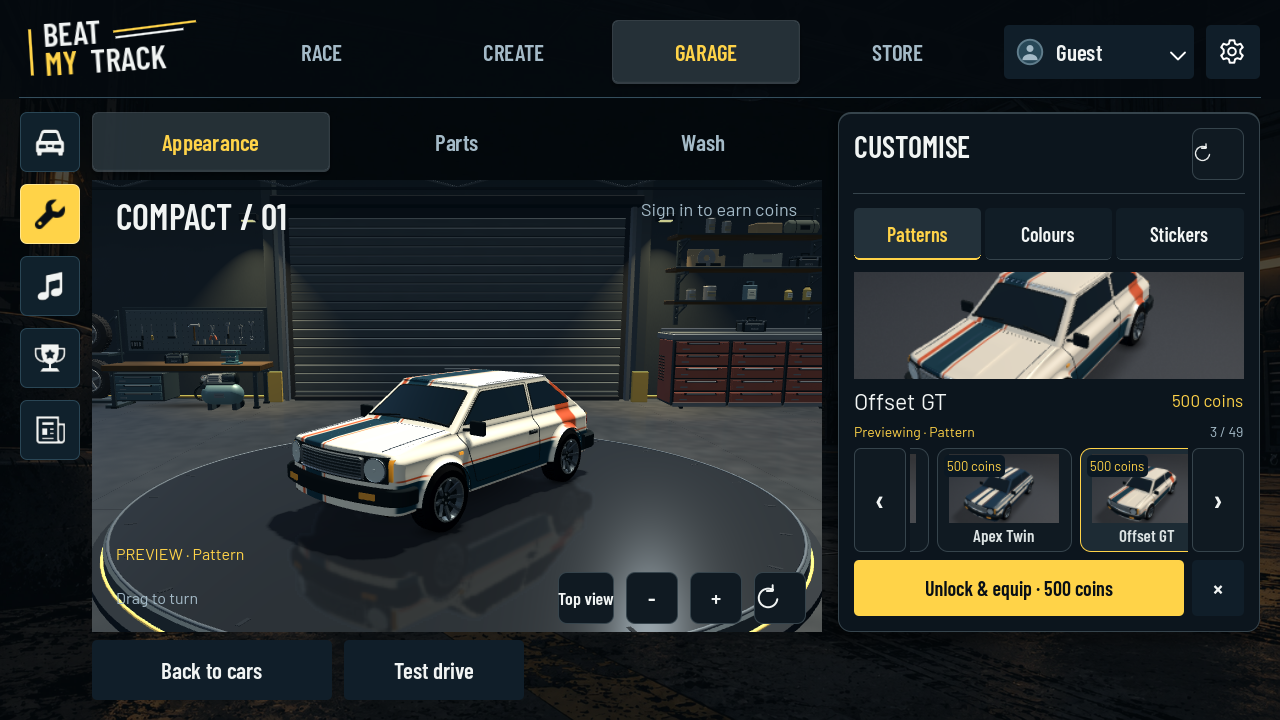 BEAT
MY TRACK
RACE
CREATE
GARAGE
STORE
Guest
Appearance
Parts
Wash
COMPACT / 01
Sign in to earn coins
PREVIEW · Pattern
Drag to turn
Top view
-
+
Back to cars
Test drive
CUSTOMISE
Patterns
Colours
Stickers
Offset GT
500 coins
Previewing · Pattern
3 / 49
‹
500 coins
Apex Twin
500 coins
Offset GT
›
Unlock & equip · 500 coins
×